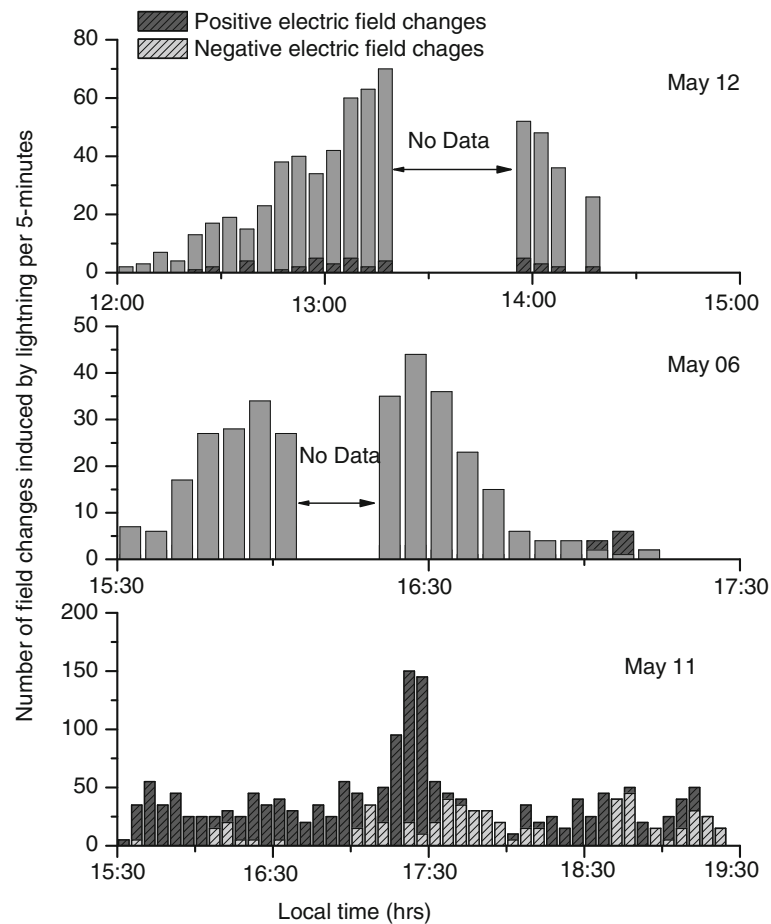 Positive electric field changes
Negative electric field chages
Number of field changes induced by lightning per 5-minutes
80
60
40
20
0
May 12
No Data
12:00 13:00 14:00 15:00
50
40
30
20
10
0
May 06
No Data
15:30 16:30 17:30
200
150
100
50
0
May 11
15:30 16:30 17:30 18:30 19:30
Local time (hrs)